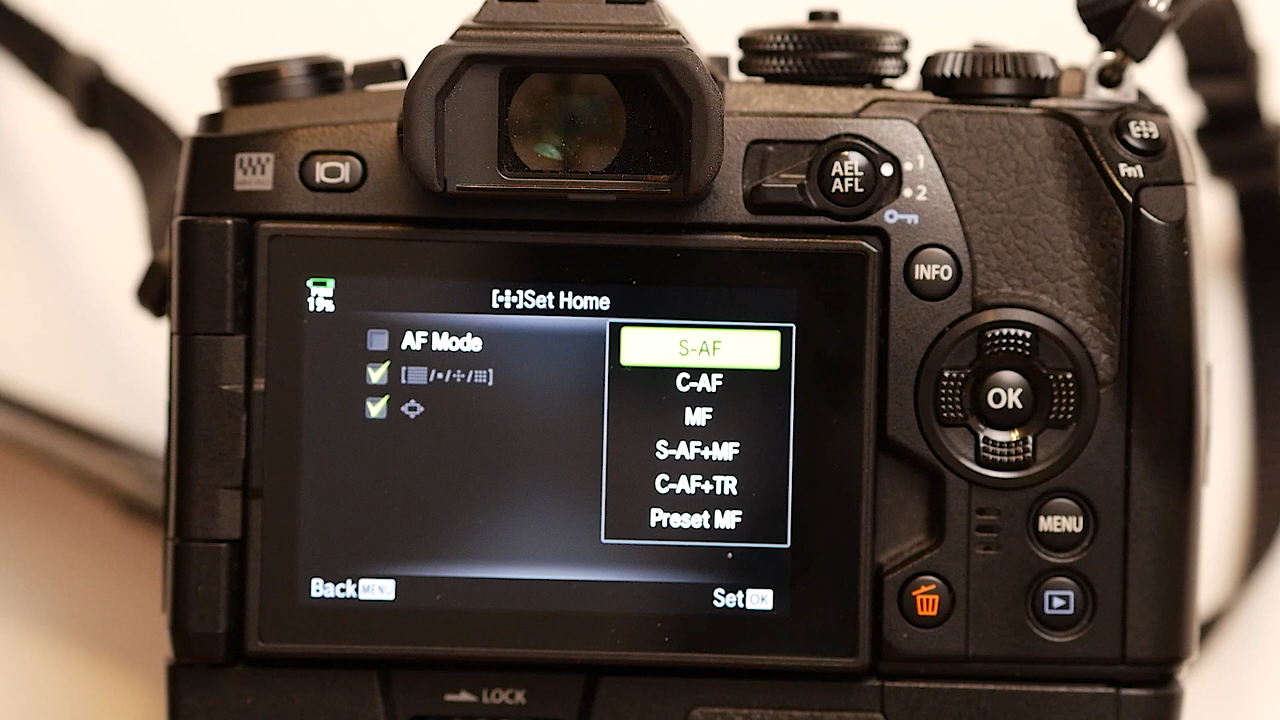 AEL
AFL
1
2
Fn1
INFO
19%
Set Home
AF Mode
S-AF
C-AF
MF
S-AF+MF
C-AF+TR
Preset MF
OK
MENU
Back MENU
Set OK
LOCK